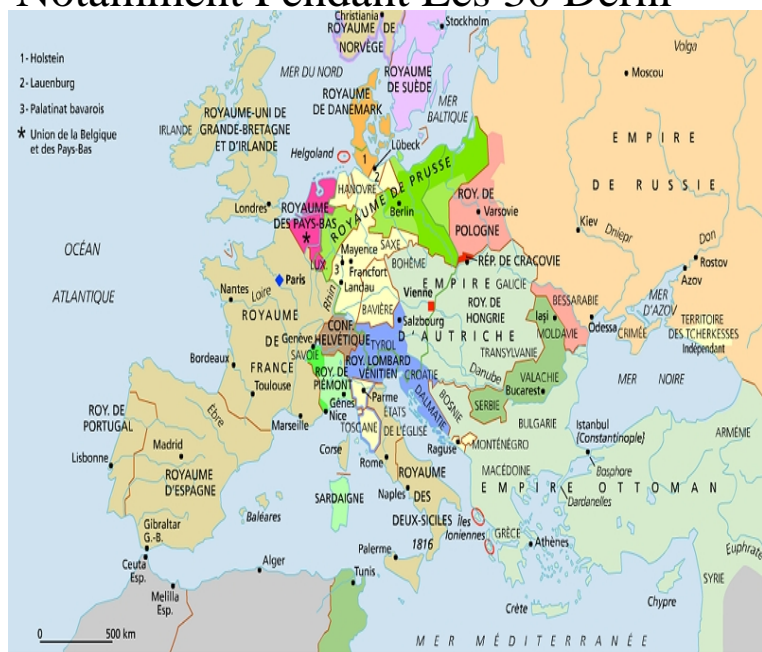 Notamment Pendant Les 30 Derni
Christiania
Stockholm
ROYAUME DE
NORVÈGE
1- Holstein
2- Lauenburg
3- Palatinat bavarois
* Union de la Belgique
et des Pays-Bas
MER DU NORD
ROYAUME
DE SUÈDE
ROYAUME
DE DANEMARK
MER
BALTIQUE
Volga
Moscou
EMPIRE
DE RUSSIE
IRLANDE
ROYAUME-UNI DE
GRANDE-BRETAGNE
ET D'IRLANDE
Helgoland
1
2
Lübeck
HANOVRE
ROYAUME DE PRUSSE
Berlin
ROY. DE
Varsovie
POLOGNE
Londres
ROYAUME
DES PAYS-BAS
*
LUX.
Kiev
Dniepr
Don
Rostov
Azov
OCÉAN
ATLANTIQUE
Mayence
SAXE
3
Francfort
Landau
BOHÈME
RÉP. DE CRACOVIE
Nantes
Loire
Paris
Rhin
BAVIÈRE
Vienne
EMPIRE
GALICIE
ROY. DE
HONGRIE
D'AUTRICHE
TRANSYLVANIE
BESSARABIE
Iaşi
MOLDAVIE
Odessa
CRIMÉE
MER
D'AZOV
TERRITOIRE
DES TCHERKESSES
Indépendant
ROYAUME
DE
FRANCE
Genève
CONF.
HELVÉTIQUE
SAVOIE
TYROL
Salzbourg
ROY. LOMBARD
VÉNITIEN
CROATIE
Danube
VALACHIE
Bucarest
MER NOIRE
Bordeaux
Toulouse
ROY. DE
PIÉMONT
Gênes
Nice
Parme
DALMATIE
BOSNIE
SERBIE
BULGARIE
ROY. DE
PORTUGAL
Èbre
Marseille
TOSCANE
ÉTATS
DE L'ÉGLISE
Raguse
MONTÉNÉGRO
Istanbul
[Constantinople]
ARMÉNIE
Lisbonne
Madrid
ROYAUME
D'ESPAGNE
Corse
Rome
ROYAUME
Naples
DES
DEUX-SICILES
1816
MACÉDOINE
Bosphore
EMPIRE OTTOMAN
Dardanelles
Baléares
SARDAIGNE
Îles
Ioniennes
GRÈCE
Athènes
Gibraltar
G.-B.
Ceuta
Esp.
Melilla
Esp.
Alger
Palerme
Tunis
Euphrate
SYRIE
Chypre
Crète
0
500 km
MER MÉDITERRANÉE